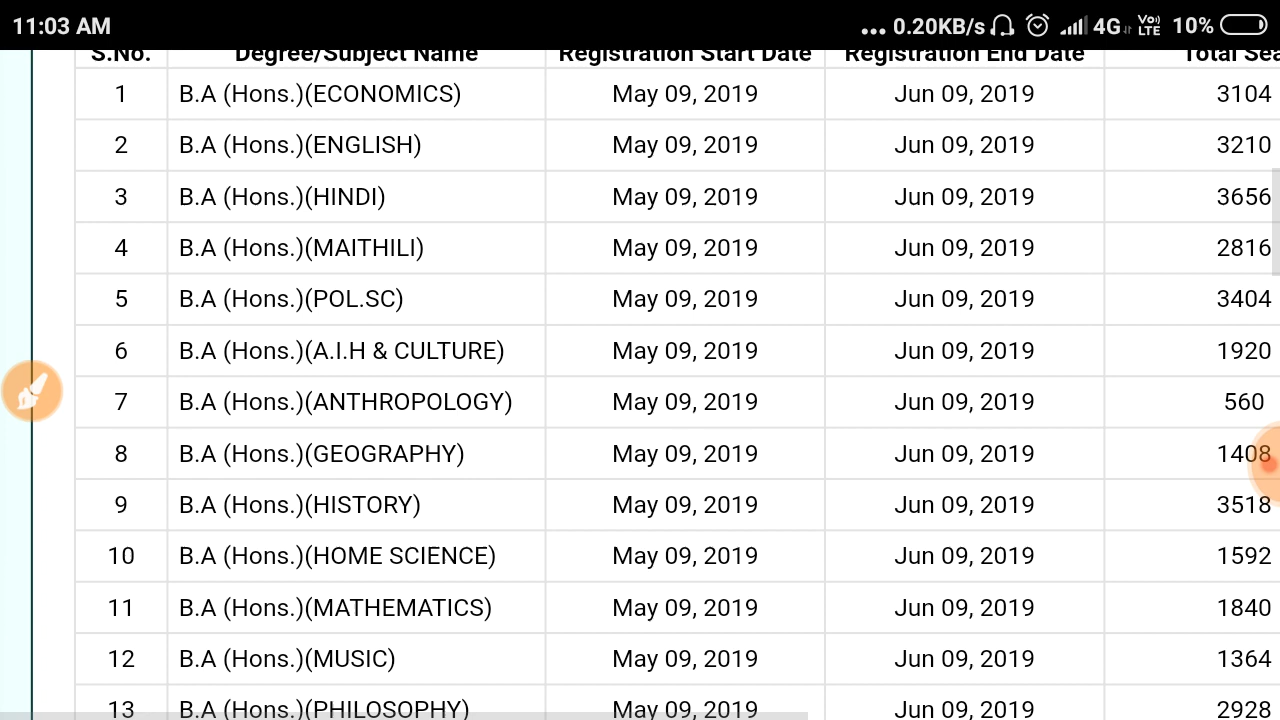 11:03 AM ... 0.20KB/s 4G Vo) LTE 10%
S.No. Degree/Subject Name Registration Start Date Registration End Date Total
1 B.A (Hons.)(ECONOMICS) May 09, 2019 Jun 09, 2019 3104
2 B.A (Hons.)(ENGLISH) May 09, 2019 Jun 09, 2019 3210
3 B.A (Hons.)(HINDI) May 09, 2019 Jun 09, 2019 3656
4 B.A (Hons.)(MAITHILI) May 09, 2019 Jun 09, 2019 2816
5 B.A (Hons.)(POL.SC) May 09, 2019 Jun 09, 2019 3404
6 B.A (Hons.)(A.I.H & CULTURE) May 09, 2019 Jun 09, 2019 1920
7 B.A (Hons.)(ANTHROPOLOGY) May 09, 2019 Jun 09, 2019 560
8 B.A (Hons.)(GEOGRAPHY) May 09, 2019 Jun 09, 2019 1408
9 B.A (Hons.)(HISTORY) May 09, 2019 Jun 09, 2019 3518
10 B.A (Hons.)(HOME SCIENCE) May 09, 2019 Jun 09, 2019 1592
11 B.A (Hons.)(MATHEMATICS) May 09, 2019 Jun 09, 2019 1840
12 B.A (Hons.)(MUSIC) May 09, 2019 Jun 09, 2019 1364
13 B.A (Hons.)(PHILOSOPHY) May 09, 2019 Jun 09, 2019 2928